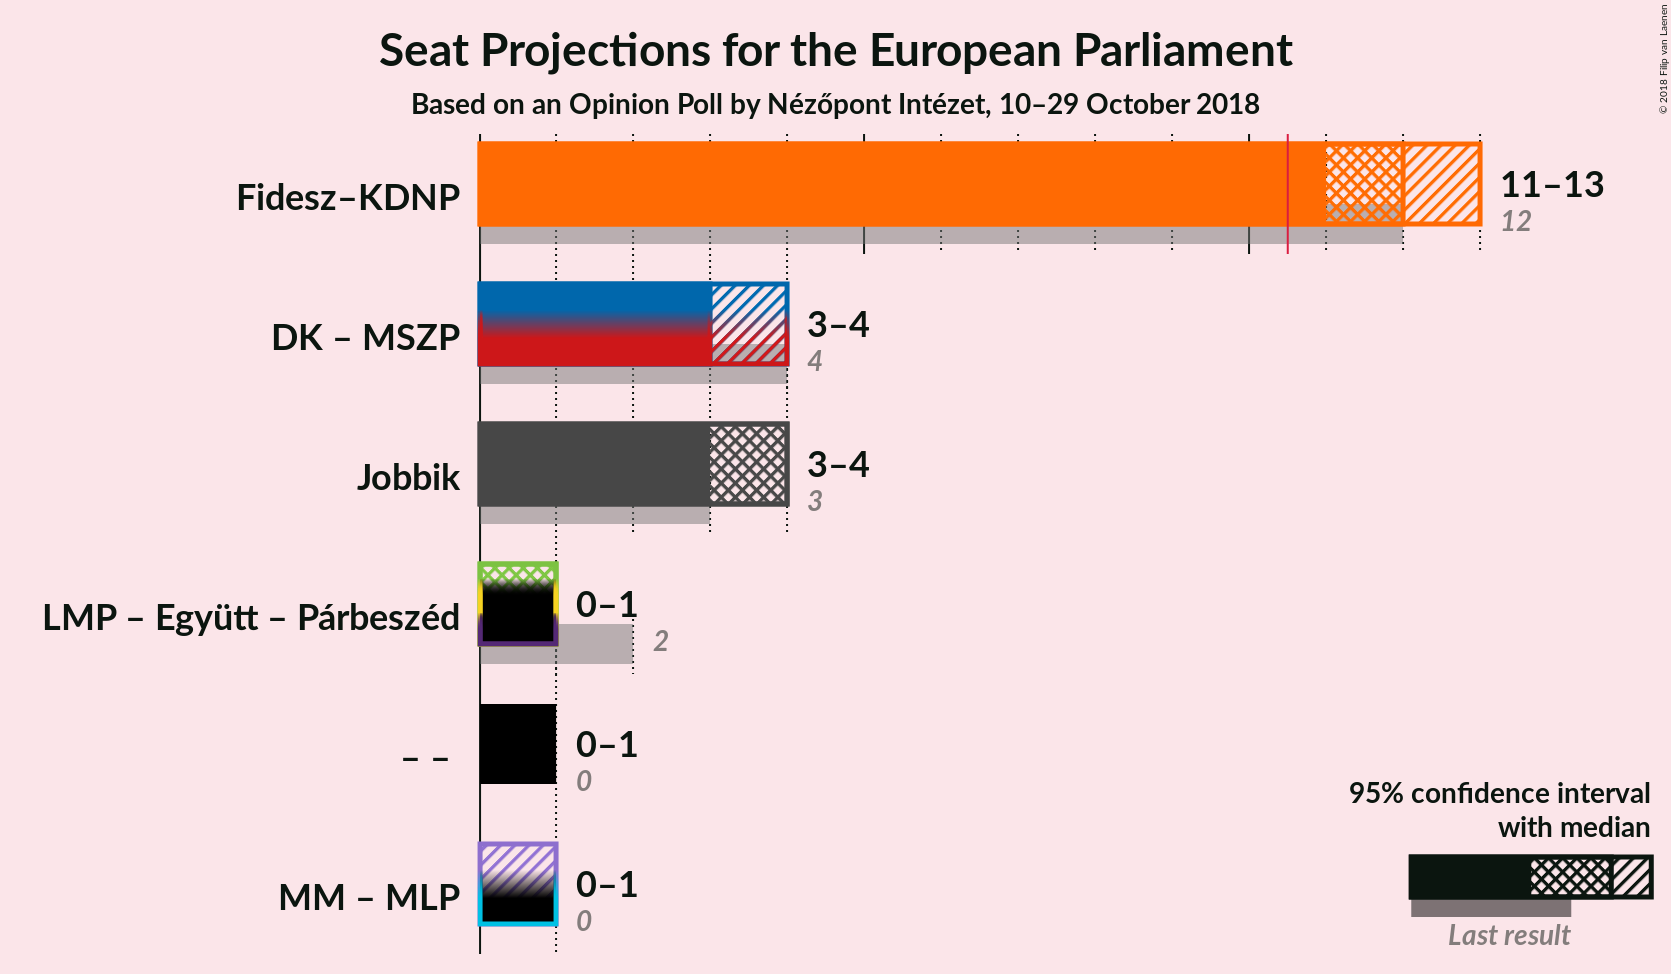 Seat Projections for the European Parliament
Based on an Opinion Poll by Nézőpont Intézet, 10–29 October 2018
© 2018 Filip van Laenen
Fidesz–KDNP
11–13
12
DK – MSZP
3–4
4
Jobbik
3–4
3
LMP – Együtt – Párbeszéd
0–1
2
– –
0–1
0
MM – MLP
0–1
0
95% confidence interval
with median
Last result